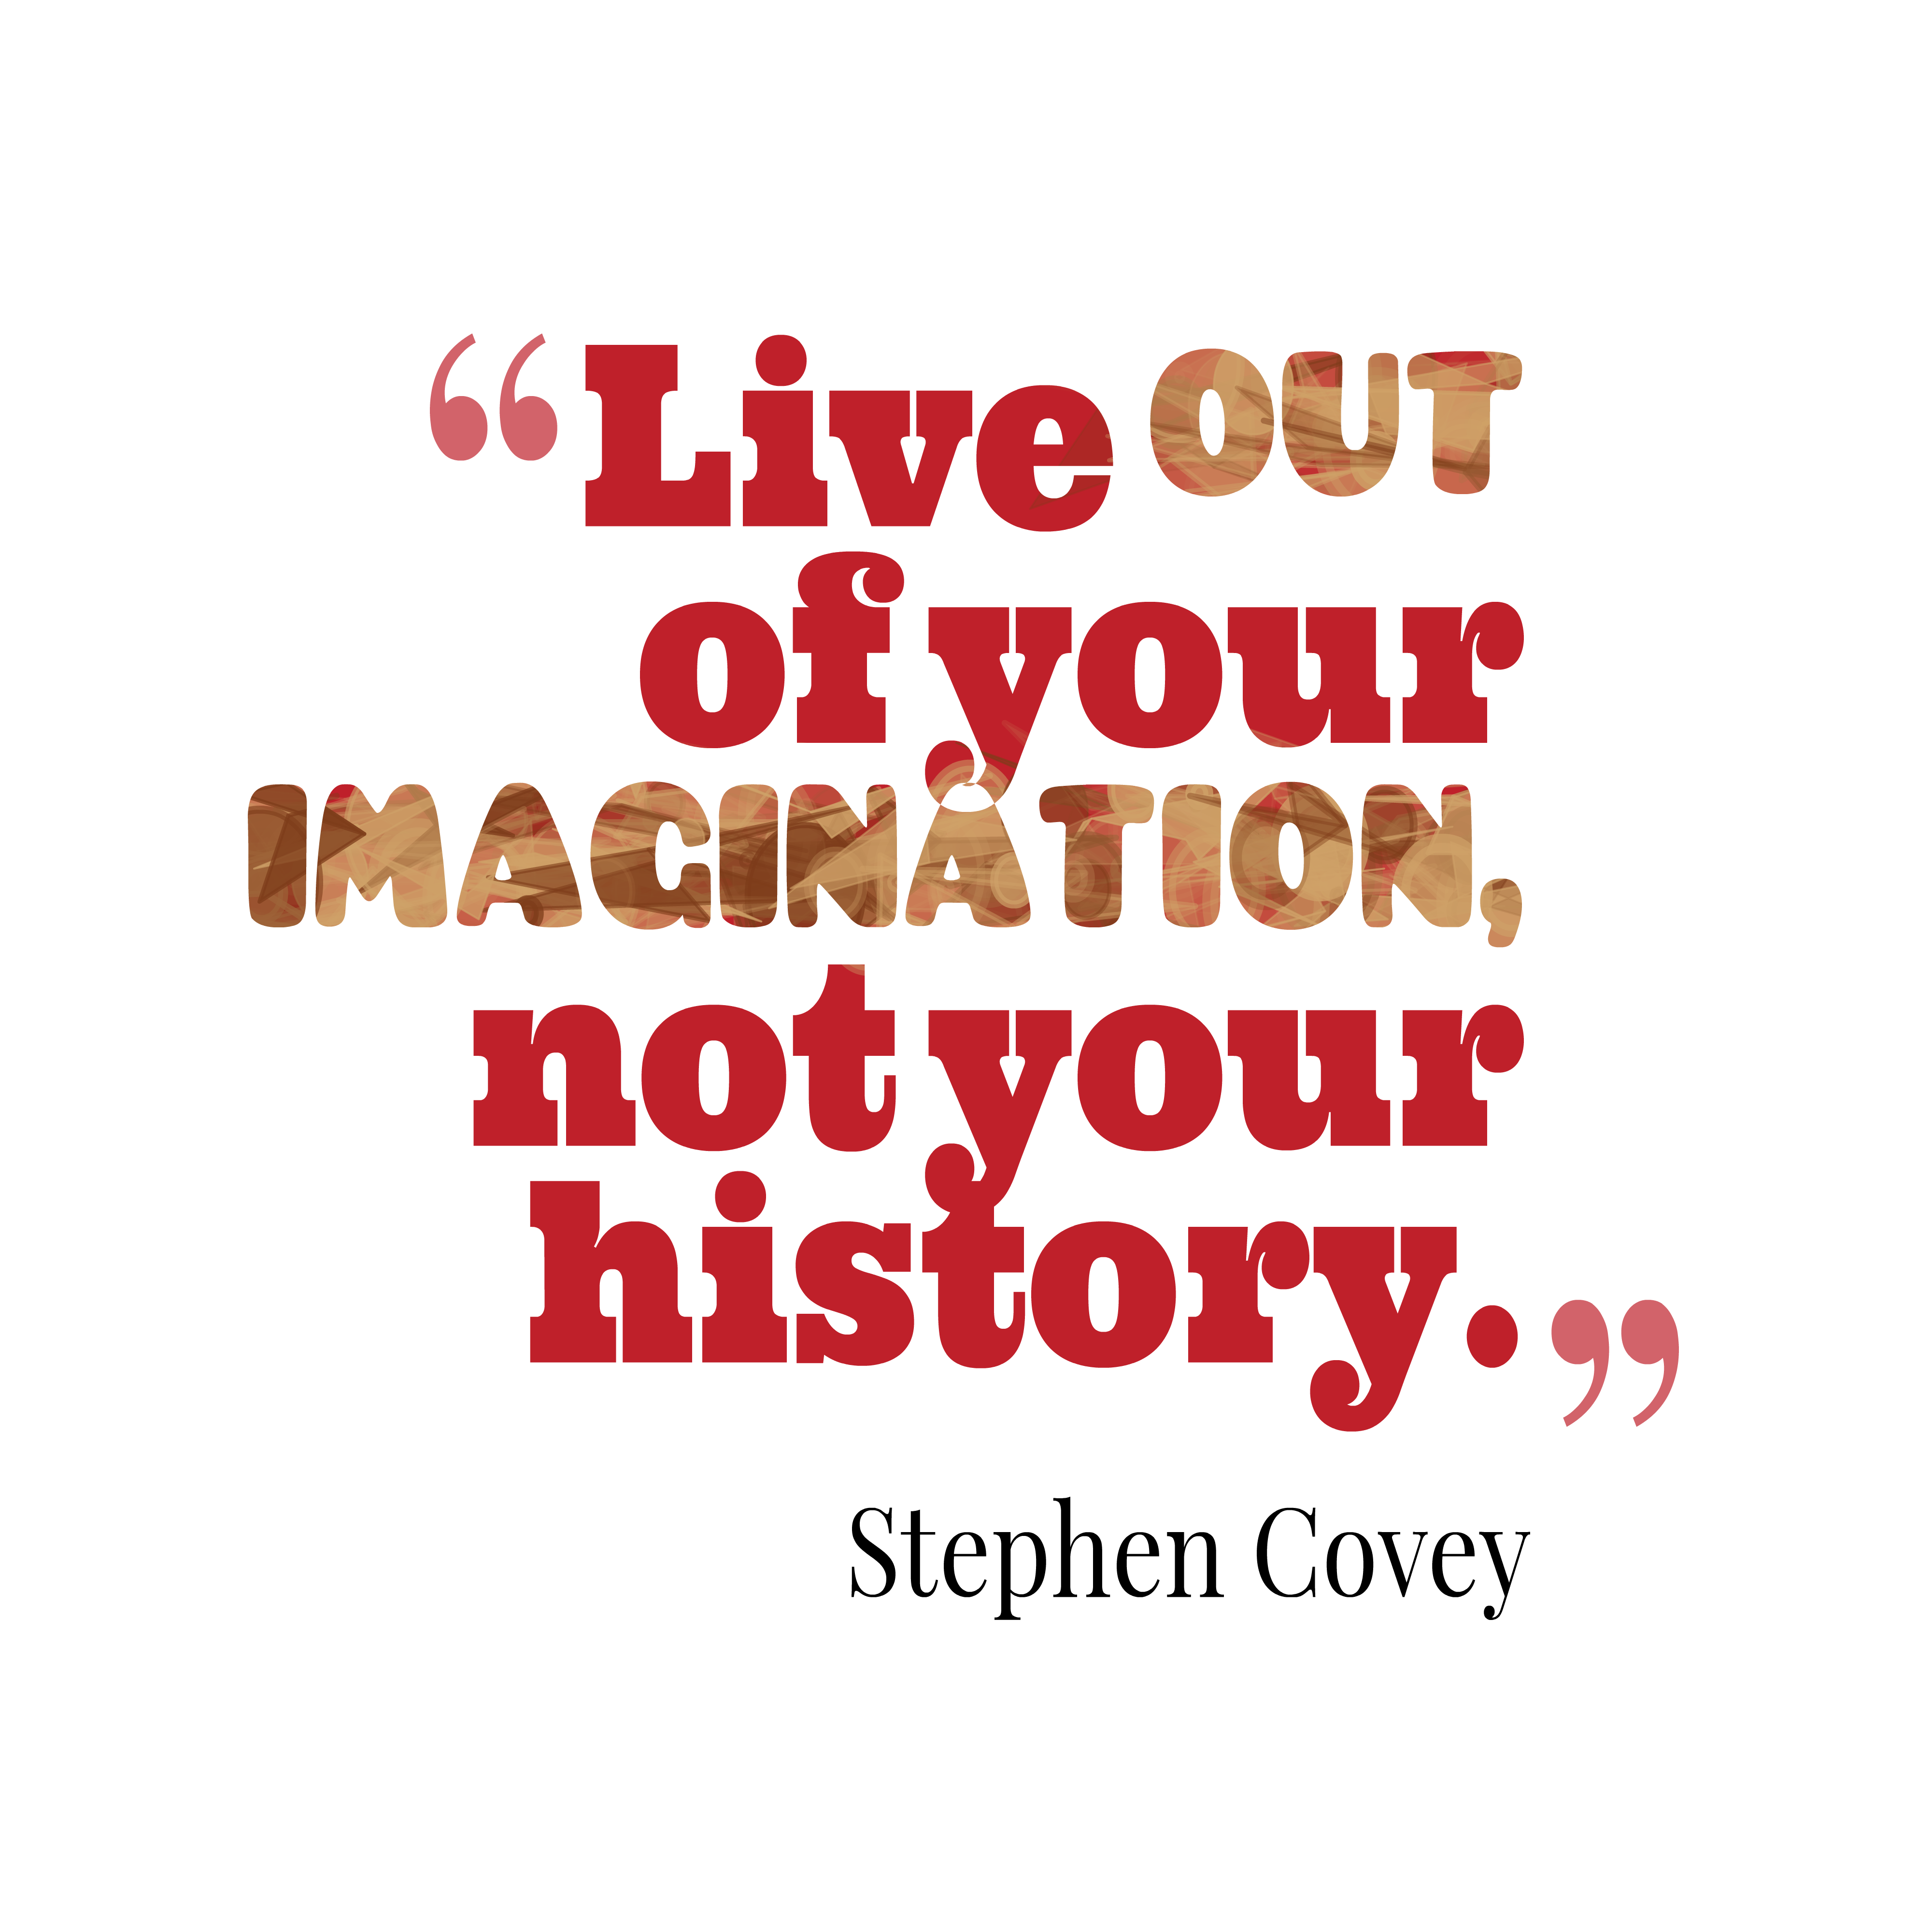 “Live OUT
of your
IMAGINATION,
not your
history.”
Stephen Covey